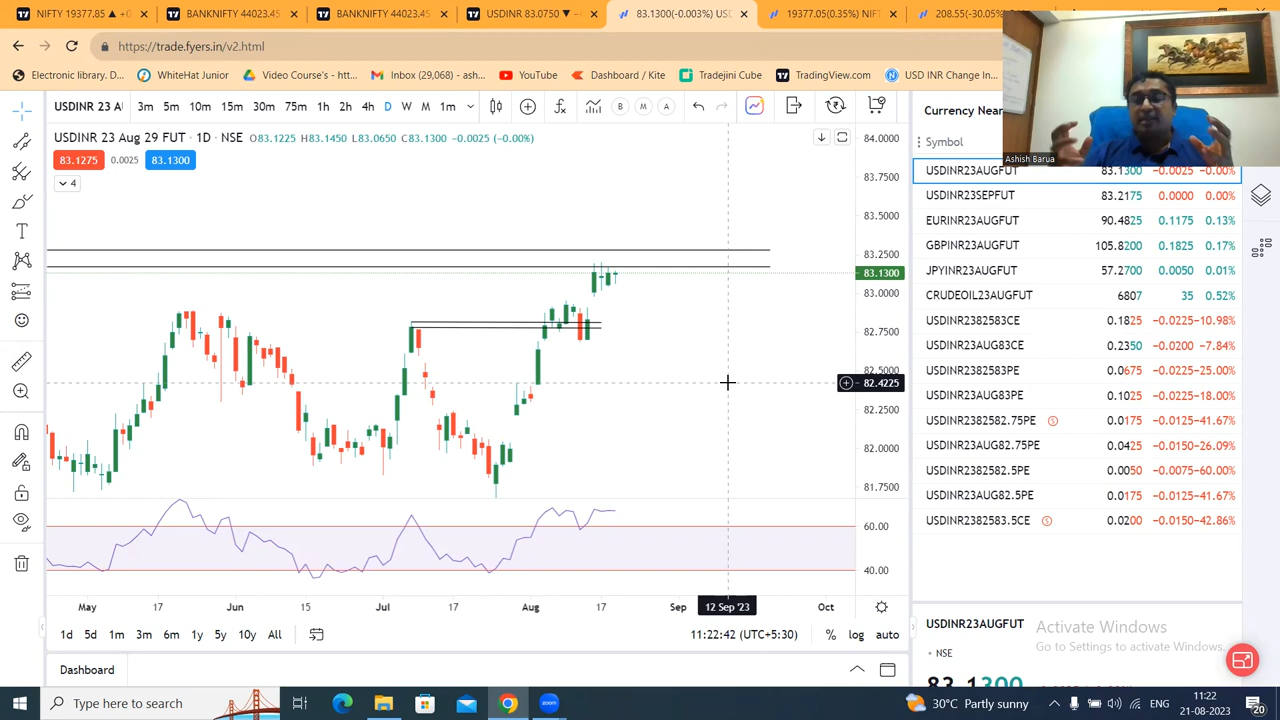 NIFTY 19377.85 ▲ +0
BANKNIFTY 44023.45
BANKNIFTY 44023.45
USDINR 83.0750 ▼ −
83.1300(-0.003%) USD
19377.05(0.35%) NIFT
208.55(-30.05%)
https://trade.fyers.in/v2.html
Electronic library. D...
WhiteHat Junior
Video Course's - htt...
Inbox (29,068) - ash...
YouTube
Dashboard / Kite
Tradejini Cube
TradingView.com
USD INR Change In...
USDINR 23 A
3m 5m 10m 15m 30m 75m 1h 2h 4h D W M 1m
B M A
Currency Near
USDINR 23 Aug 29 FUT · 1D · NSE O83.1225 H83.1450 L83.0650 C83.1300 −0.0025 (−0.00%)
83.1275 0.0025 83.1300
4
84.0000
83.7500
83.5000
83.2500
83.1300
83.0000
82.7500
82.5000
82.4225
82.2500
82.0000
81.7500
60.00
40.00
May 17 Jun 15 Jul 17 Aug 17 Sep 12 Sep '23 Oct
1d 5d 1m 3m 6m 1y 5y 10y All
11:22:42 (UTC+5:30) % log auto
Dashboard
Ashish Barua
Symbol
USDINR23AUGFUT 83.1300 −0.0025 −0.00%
USDINR23SEPFUT 83.2175 0.0000 0.00%
EURINR23AUGFUT 90.4825 0.1175 0.13%
GBPINR23AUGFUT 105.8200 0.1825 0.17%
JPYINR23AUGFUT 57.2700 0.0050 0.01%
CRUDEOIL23AUGFUT 6807 35 0.52%
USDINR2382583CE 0.1825 −0.0225 −10.98%
USDINR23AUG83CE 0.2350 −0.0200 −7.84%
USDINR2382583PE 0.0675 −0.0225 −25.00%
USDINR23AUG83PE 0.1025 −0.0225 −18.00%
USDINR2382582.75PE S 0.0175 −0.0125 −41.67%
USDINR23AUG82.75PE 0.0425 −0.0150 −26.09%
USDINR2382582.5PE 0.0050 −0.0075 −60.00%
USDINR23AUG82.5PE 0.0175 −0.0125 −41.67%
USDINR2382583.5CE S 0.0200 −0.0150 −42.86%
USDINR23AUGFUT
NSE
83.1300
Activate Windows
Go to Settings to activate Windows.
Type here to search
zoom
30°C Partly sunny
ENG
11:22
21-08-2023
20